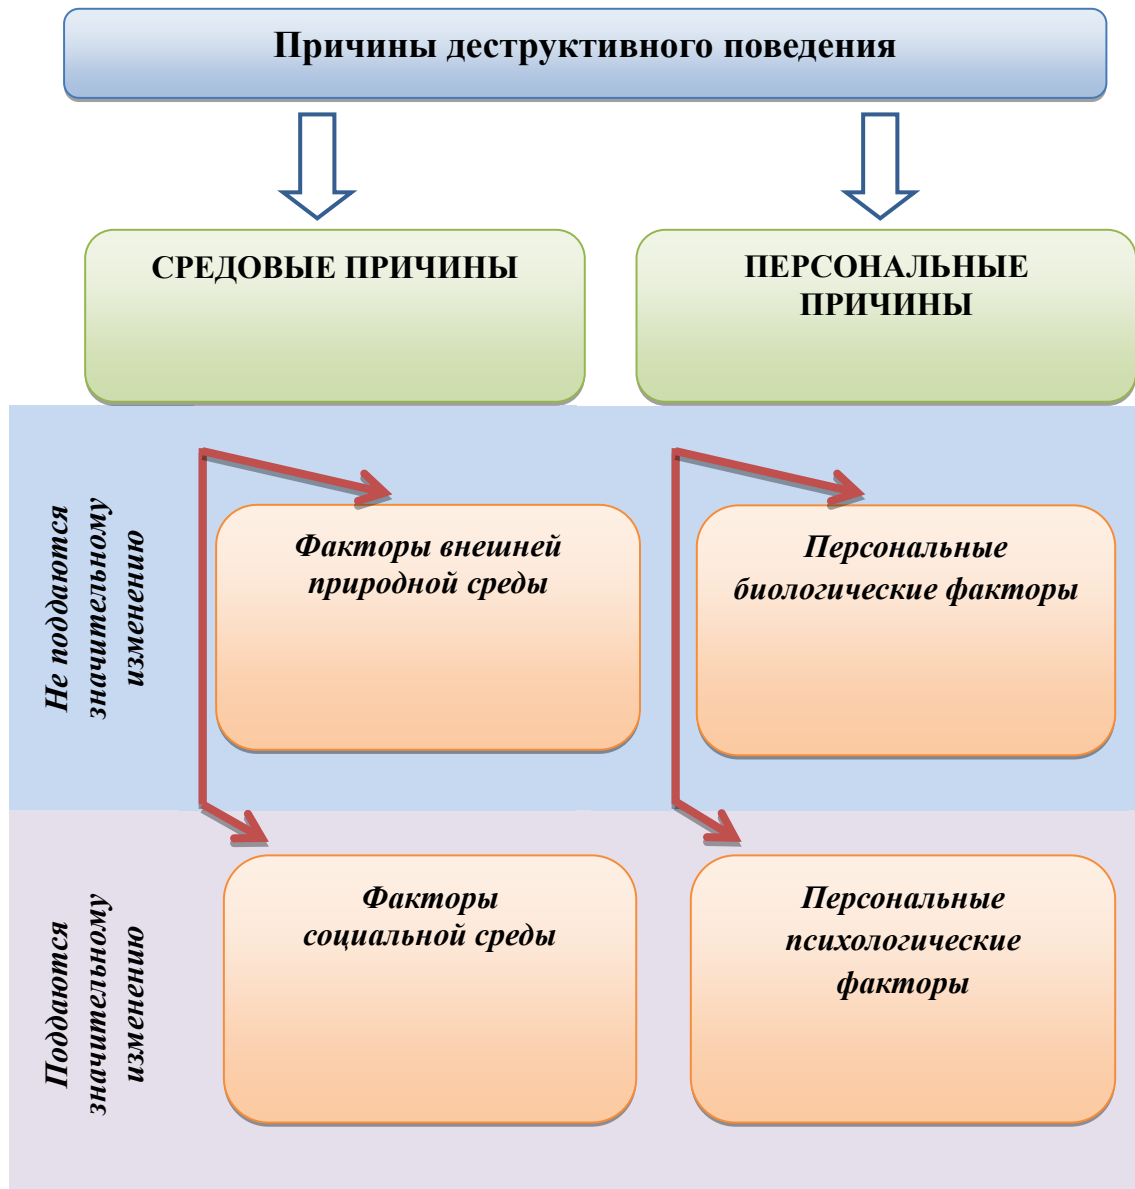 Причины деструктивного поведения
СРЕДОВЫЕ ПРИЧИНЫ
ПЕРСОНАЛЬНЫЕ
ПРИЧИНЫ
Не поддаются
значительному
изменению
Факторы внешней
природной среды
Персональные
биологические факторы
Поддаются
значительному
изменению
Факторы
социальной среды
Персональные
психологические
факторы